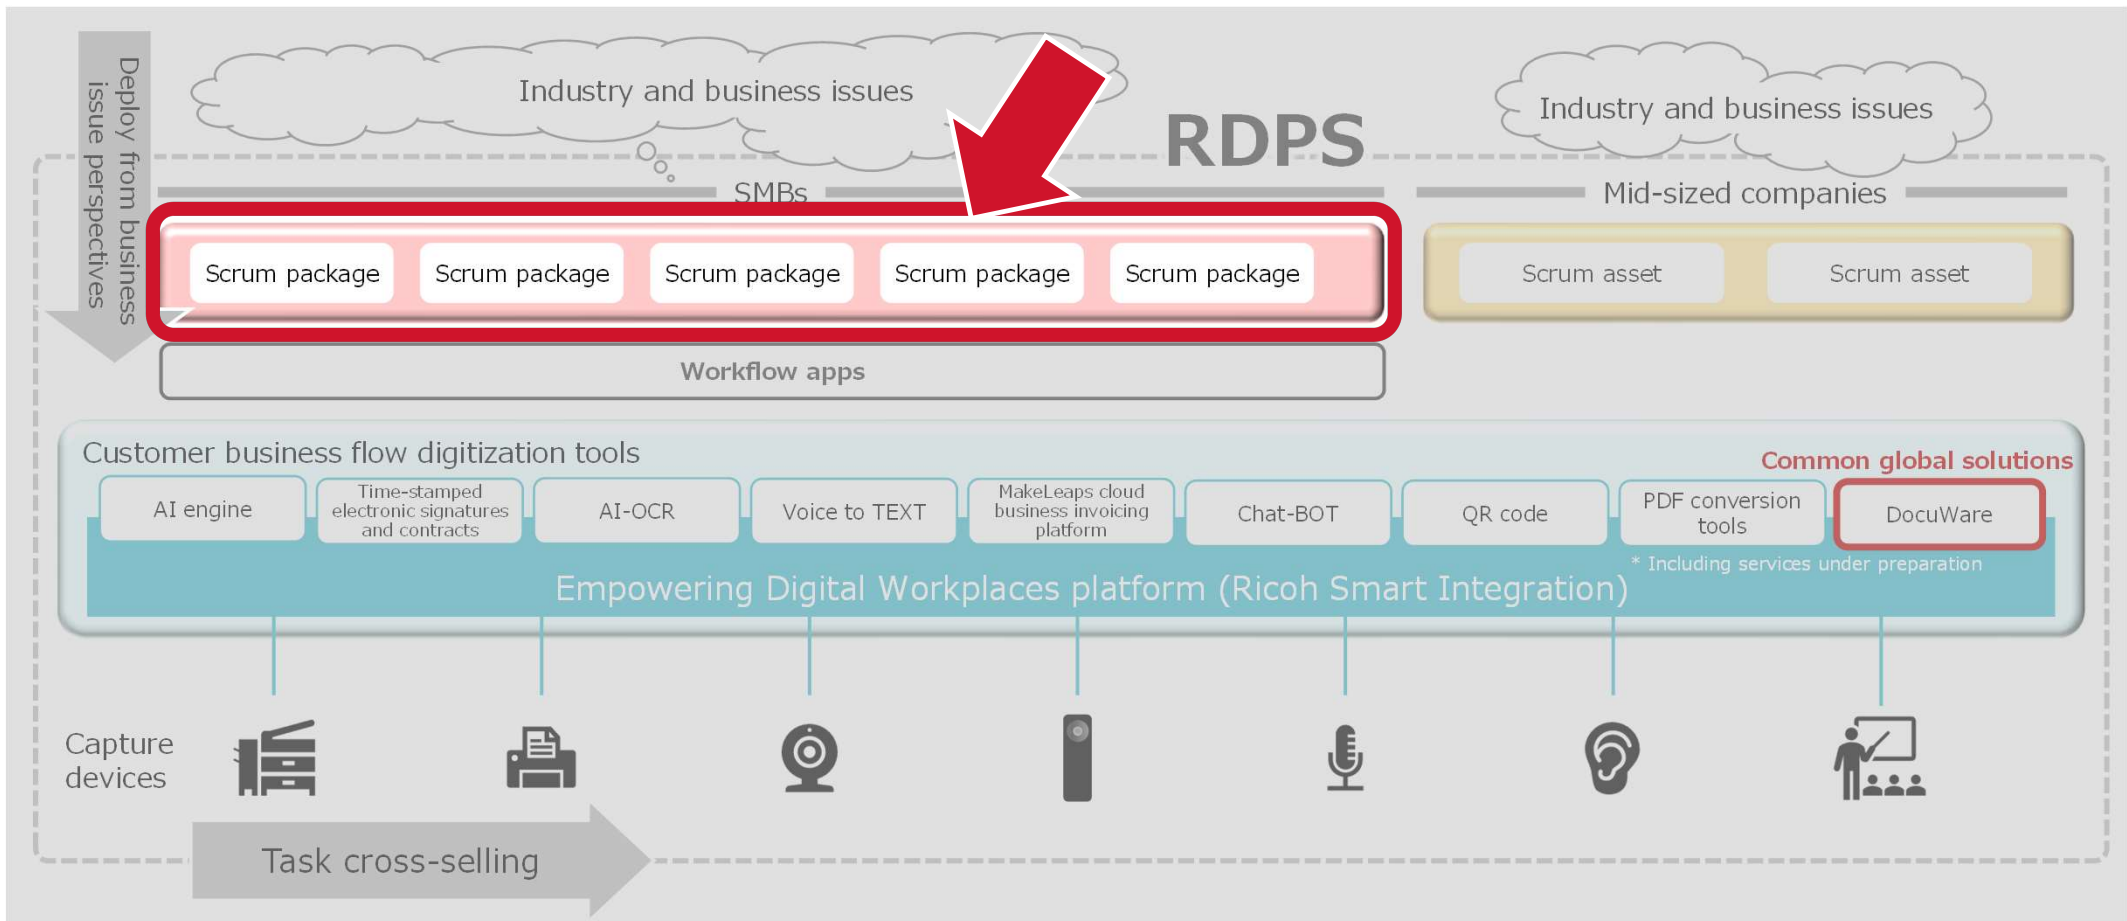 Deploy from business
issue perspectives
Industry and business issues
RDPS
Industry and business issues
SMBs
Mid-sized companies
Scrum package
Scrum package
Scrum package
Scrum package
Scrum package
Scrum asset
Scrum asset
Workflow apps
Customer business flow digitization tools
Common global solutions
AI engine
Time-stamped
electronic signatures
and contracts
AI-OCR
Voice to TEXT
MakeLeaps cloud
business invoicing
platform
Chat-BOT
QR code
PDF conversion
tools
DocuWare
* Including services under preparation
Empowering Digital Workplaces platform (Ricoh Smart Integration)
Capture
devices
Task cross-selling